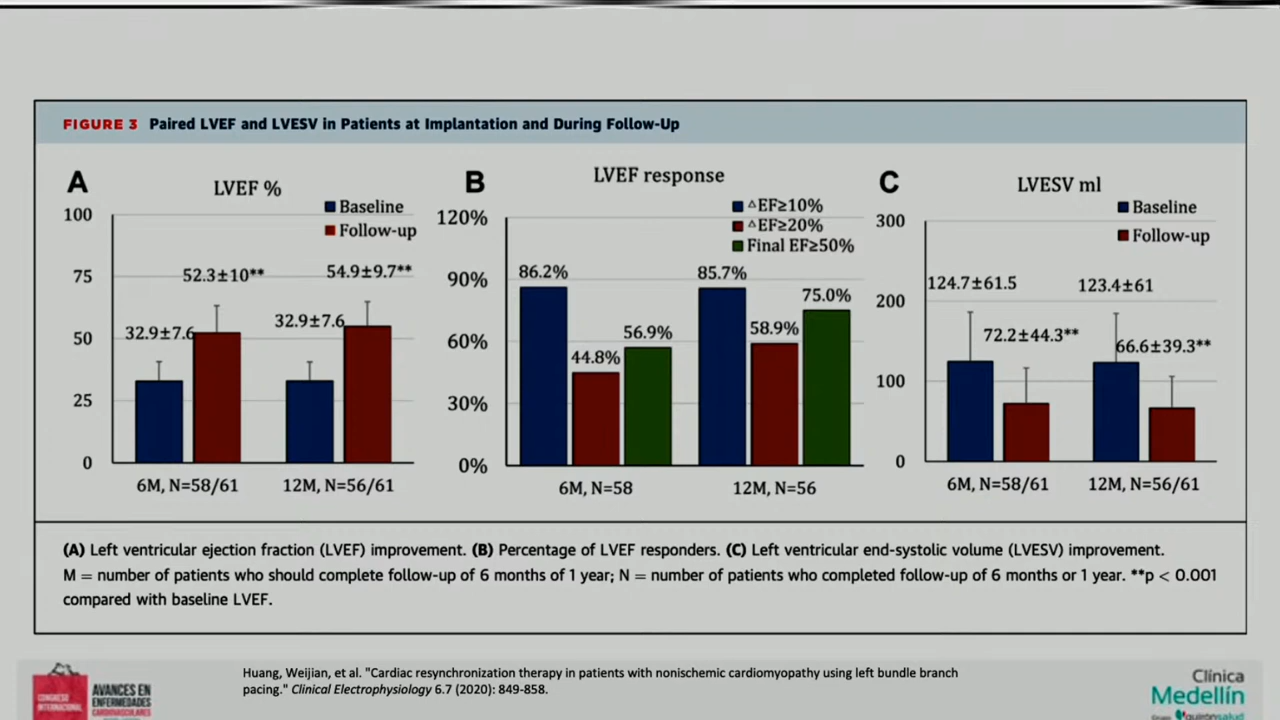 FIGURE 3 Paired LVEF and LVESV in Patients at Implantation and During Follow-Up
A
LVEF %
Baseline
Follow-up
100
75
50
25
0
32.9±7.6
52.3±10**
32.9±7.6
54.9±9.7**
6M, N=58/61
12M, N=56/61
B
LVEF response
△EF≥10%
△EF≥20%
Final EF≥50%
120%
90%
60%
30%
0%
86.2%
44.8%
56.9%
85.7%
58.9%
75.0%
6M, N=58
12M, N=56
C
LVESV ml
Baseline
Follow-up
300
200
100
0
124.7±61.5
72.2±44.3**
123.4±61
66.6±39.3**
6M, N=58/61
12M, N=56/61
(A) Left ventricular ejection fraction (LVEF) improvement. (B) Percentage of LVEF responders. (C) Left ventricular end-systolic volume (LVESV) improvement.
M = number of patients who should complete follow-up of 6 months of 1 year; N = number of patients who completed follow-up of 6 months or 1 year. **p < 0.001
compared with baseline LVEF.
Huang, Weijian, et al. "Cardiac resynchronization therapy in patients with nonischemic cardiomyopathy using left bundle branch
pacing." Clinical Electrophysiology 6.7 (2020): 849-858.
CONGRESO
INTERNACIONAL
AVANCES EN
ENFERMEDADES
CARDIOVASCULARES
Clínica
Medellín
quirónsalud